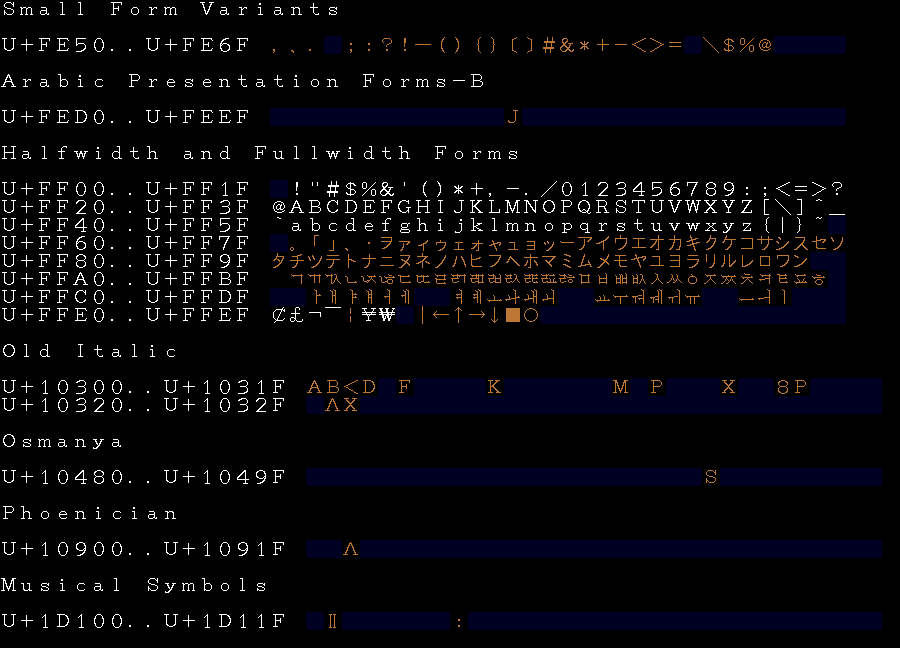 Small Form Variants
U+FE50..U+FE6F ﹐﹑﹒ ﹔﹕﹖﹗﹘﹙﹚﹛﹜﹝﹞﹟﹠﹡﹢﹣﹤﹥﹦ ﹨﹩﹪﹫
Arabic Presentation Forms-B
U+FED0..U+FEEF J
Halfwidth and Fullwidth Forms
U+FF00..U+FF1F !"#$%&'()*+,-./0123456789:;<=>?
U+FF20..U+FF3F @ABCDEFGHIJKLMNOPQRSTUVWXYZ[\]^_
U+FF40..U+FF5F `abcdefghijklmnopqrstuvwxyz{|}~
U+FF60..U+FF7F 。「」、・ヲァィゥェォャュョッーアイウエオカキクケコサシスセソ
U+FF80..U+FF9F タチツテトナニヌネノハヒフヘホマミムメモヤユヨラリルレロワン
U+FFA0..U+FFBF
U+FFC0..U+FFDF
U+FFE0..U+FFEF ¢£¬¯¦¥₩ |←↑→↓■○
Old Italic
U+10300..U+1031F AB<D F K M P X 8P
U+10320..U+1032F ΛX
Osmanya
U+10480..U+1049F S
Phoenician
U+10900..U+1091F Λ
Musical Symbols
U+1D100..U+1D11F || :